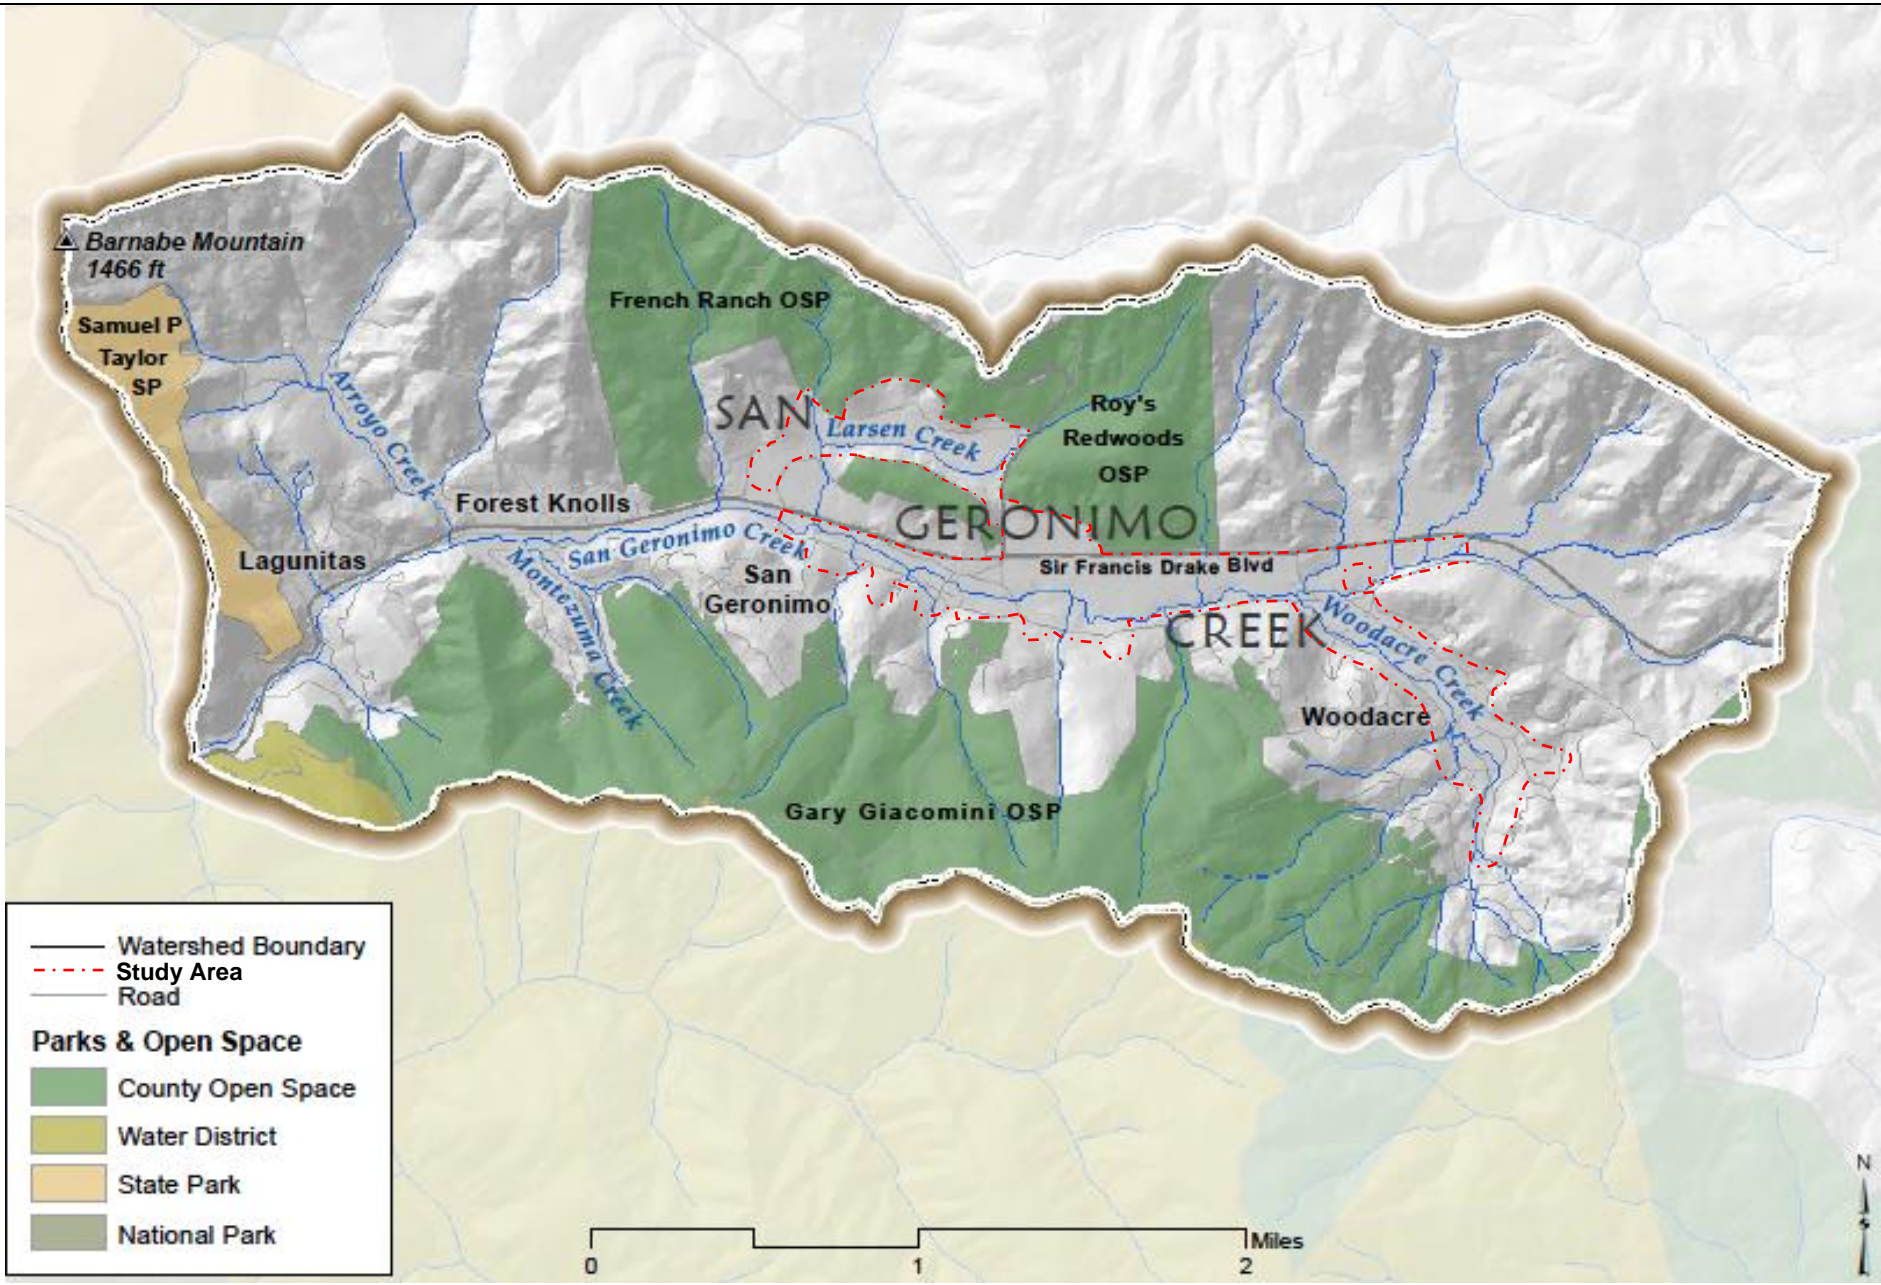 Barnabe Mountain
1466 ft
Samuel P
Taylor
SP
French Ranch OSP
Arroyo Creek
SAN
Larsen Creek
Roy's
Redwoods
OSP
Forest Knolls
GERONIMO
San Geronimo Creek
Lagunitas
Montezuma Creek
San
Geronimo
Sir Francis Drake Blvd
CREEK
Woodacre Creek
Woodacre
Gary Giacomini OSP
Watershed Boundary
Study Area
Road
Parks & Open Space
County Open Space
Water District
State Park
National Park
Miles
0 1 2
N
S